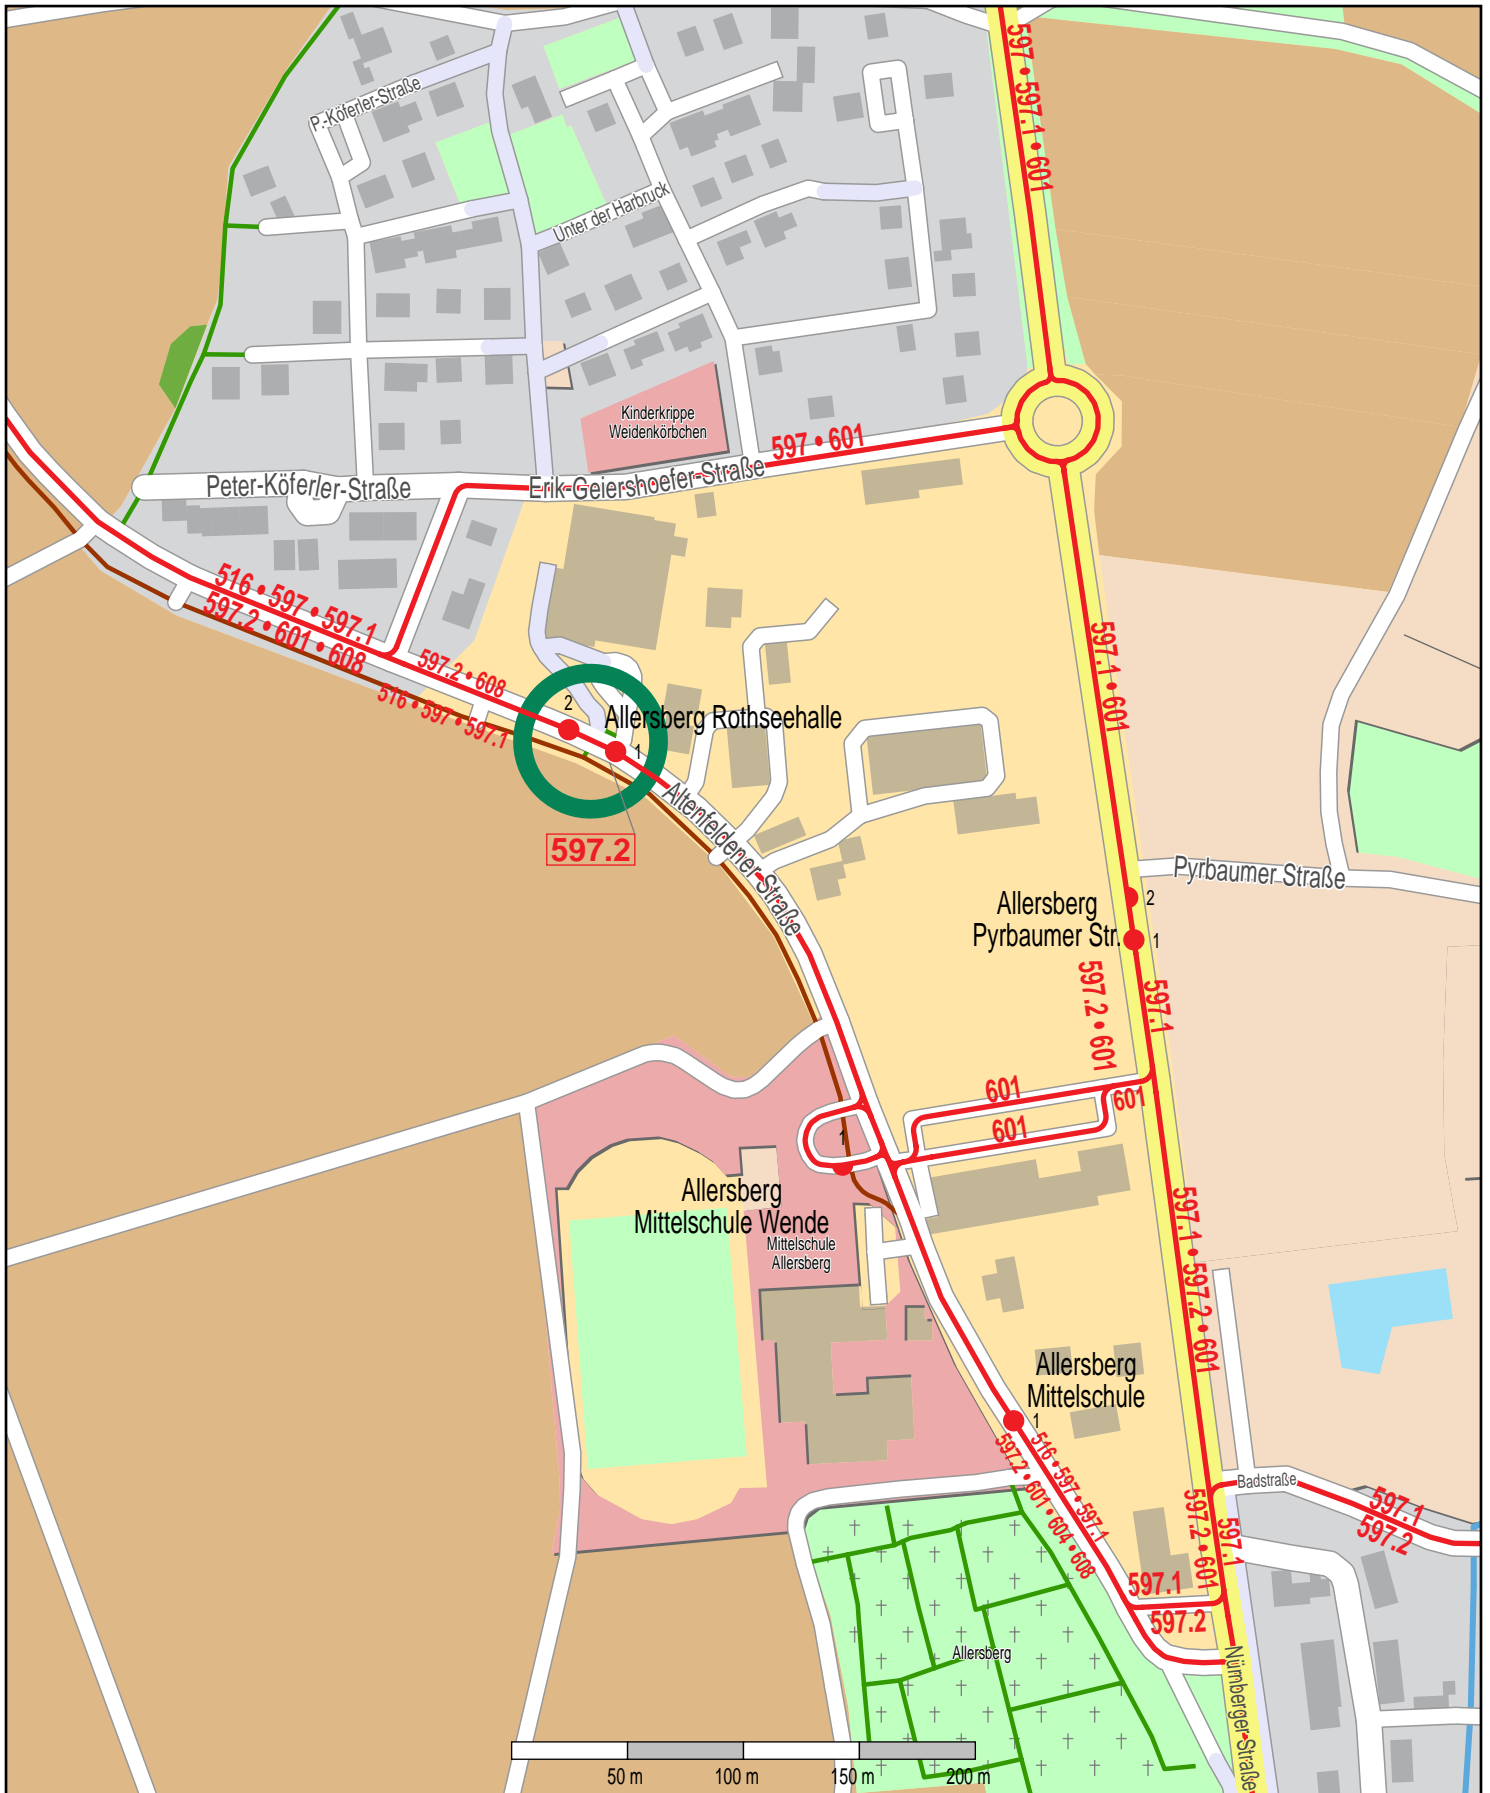 597 • 597.1 • 601
P.-Köferler-Straße
Unter der Harbruck
Kinderkrippe
Weidenkörbchen
597 • 601
Peter-Köferler-Straße
Erik-Geiershoefer-Straße
516 • 597 • 597.1
597.2 • 601 • 608
597.2 • 608
516 • 597 • 597.1
2
Allersberg Rothseehalle
1
597.1 • 601
597.2
Altenfeldener Straße
Pyrbaumer Straße
Allersberg
Pyrbaumer Str.
2
1
597.2 • 601
597.1
601
601
601
1
Allersberg
Mittelschule Wende
Mittelschule
Allersberg
597.1 • 597.2 • 601
Allersberg
Mittelschule
1
516 • 597 • 597.1
597.2 • 601 • 604 • 608
Badstraße
597.1
597.2
597.2 • 601
597.1
597.1
597.2
Allersberg
Nürnberger Straße
50 m
100 m
150 m
200 m